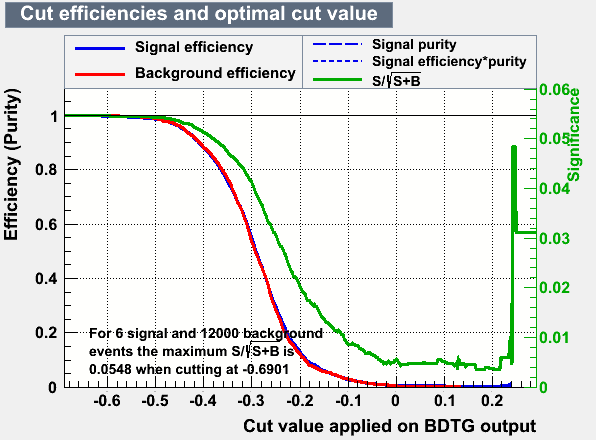 Cut efficiencies and optimal cut value
Signal efficiency
Background efficiency
Signal purity
Signal efficiency*purity
S/√S+B
Efficiency (Purity)
1
0.8
0.6
0.4
0.2
0
0.06
0.05
0.04
0.03
0.02
0.01
0
Significance
For 6 signal and 12000 background
events the maximum S/√S+B is
0.0548 when cutting at -0.6901
-0.6 -0.5 -0.4 -0.3 -0.2 -0.1 0 0.1 0.2
Cut value applied on BDTG output